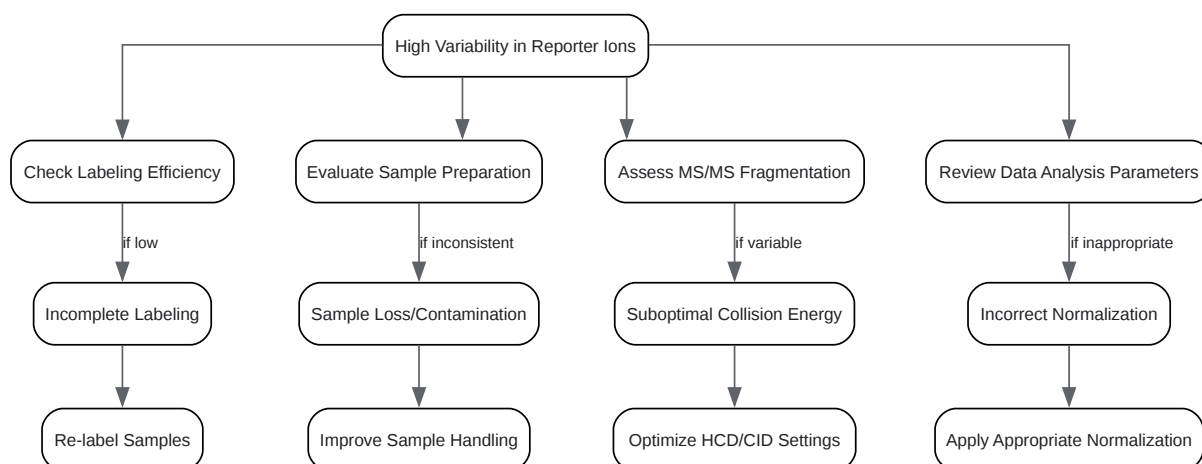 High Variability in Reporter Ions
Check Labeling Efficiency
Evaluate Sample Preparation
Assess MS/MS Fragmentation
Review Data Analysis Parameters
if low
if inconsistent
if variable
if inappropriate
Incomplete Labeling
Sample Loss/Contamination
Suboptimal Collision Energy
Incorrect Normalization
Re-label Samples
Improve Sample Handling
Optimize HCD/CID Settings
Apply Appropriate Normalization